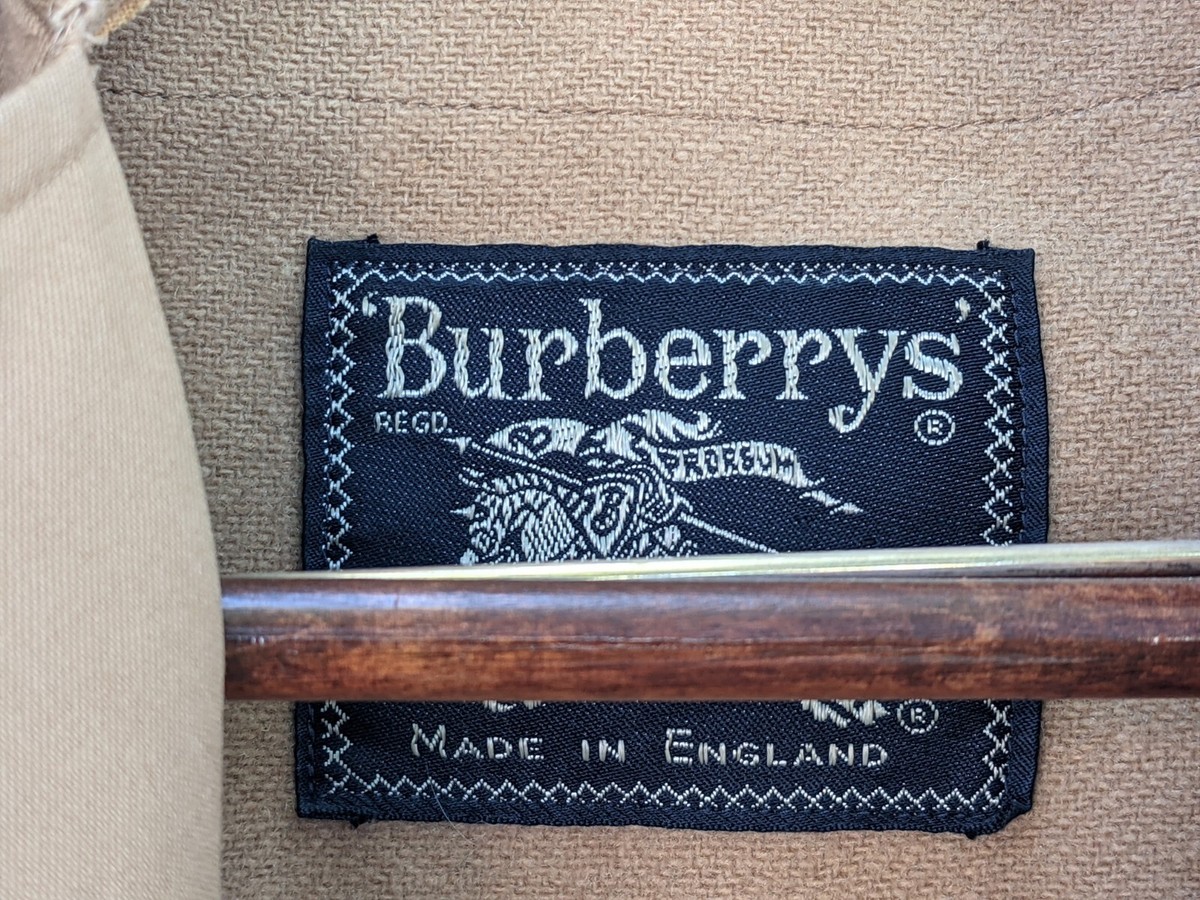 ‘Burberrys’
REGD. ®
PRORSUM
B
®
MADE IN ENGLAND